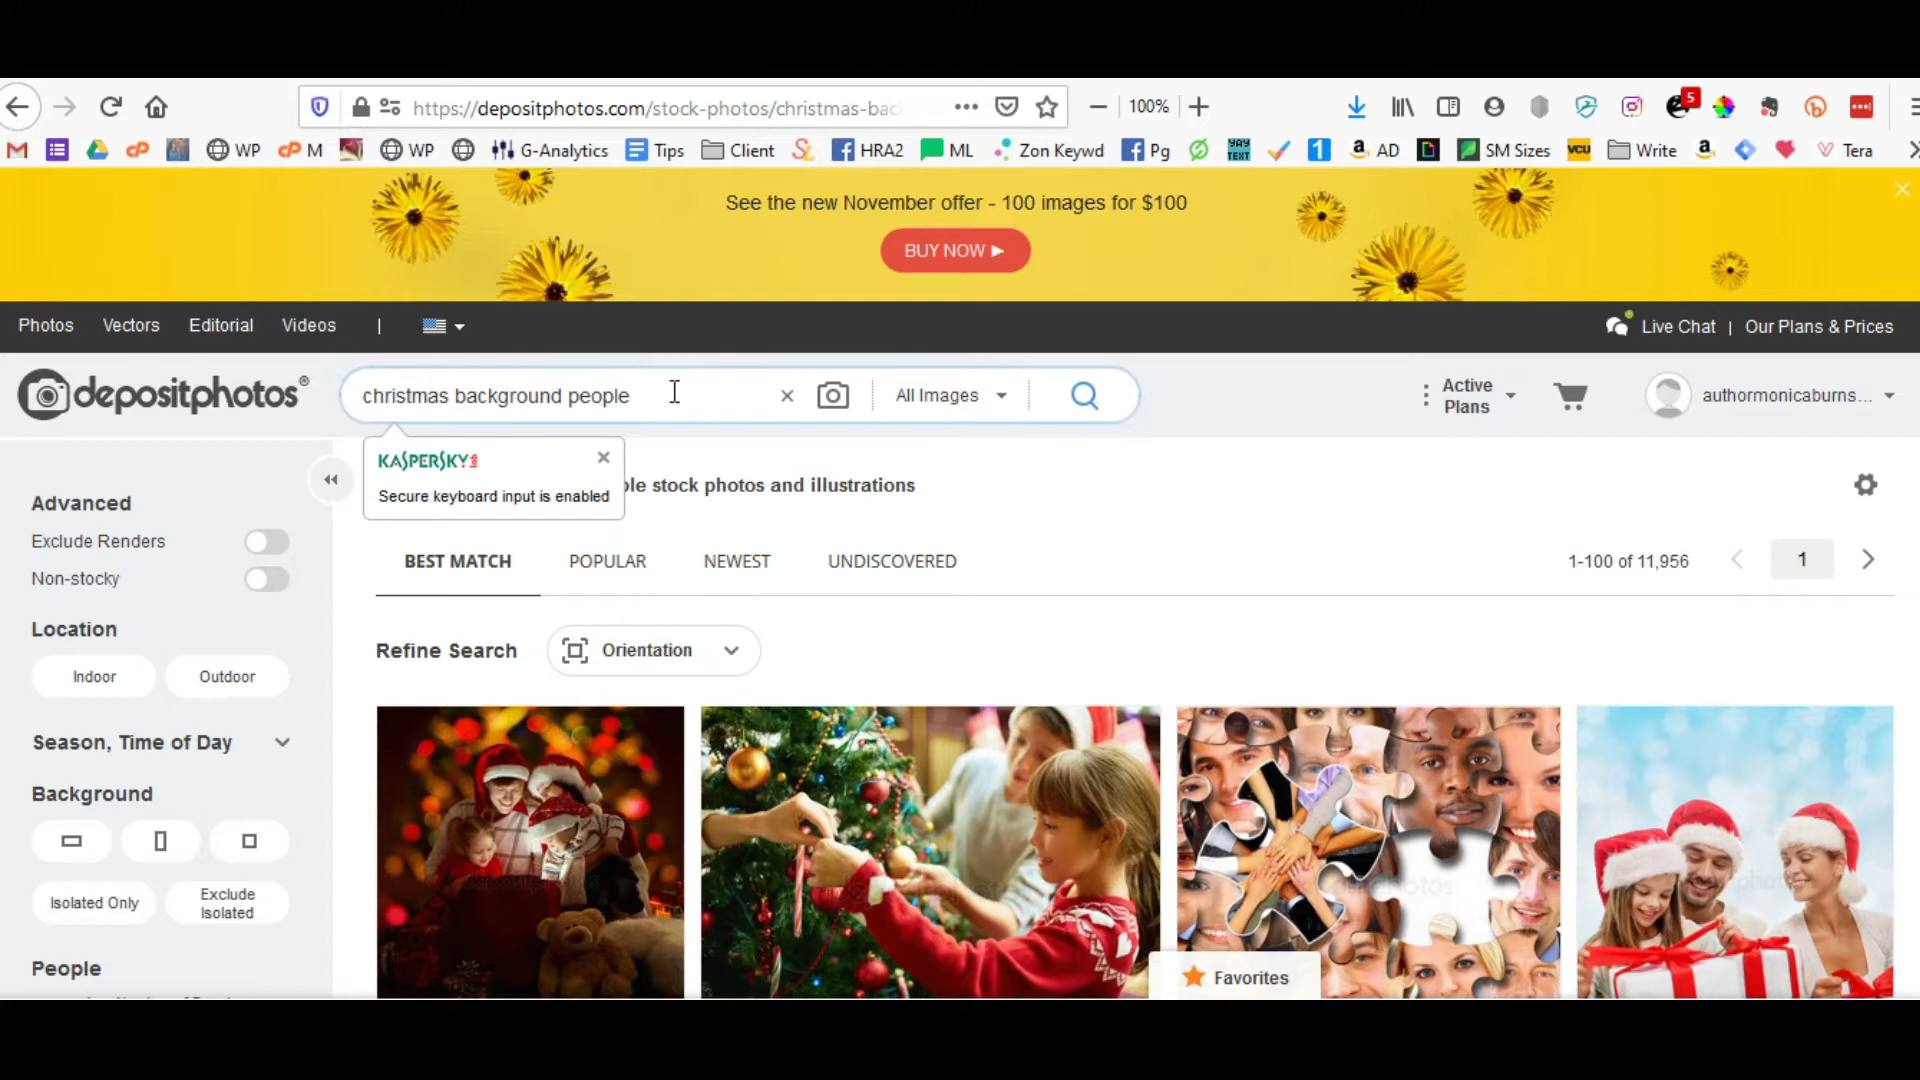 https://depositphotos.com/stock-photos/christmas-bac
100%
5
WP
M
WP
G-Analytics
Tips
Client
HRA2
ML
Zon Keywd
Pg
YAY TEXT
1
AD
SM Sizes
VCU
Write
Tera
See the new November offer - 100 images for $100
BUY NOW
Photos
Vectors
Editorial
Videos
|
Live Chat | Our Plans & Prices
depositphotos®
christmas background people
All Images
Active
Plans
authormonicaburns...
KASPERSKY
Secure keyboard input is enabled
ple stock photos and illustrations
Advanced
Exclude Renders
Non-stocky
BEST MATCH
POPULAR
NEWEST
UNDISCOVERED
1-100 of 11,956
1
Location
Indoor
Outdoor
Refine Search
Orientation
Season, Time of Day
Background
Isolated Only
Exclude
Isolated
People
Favorites